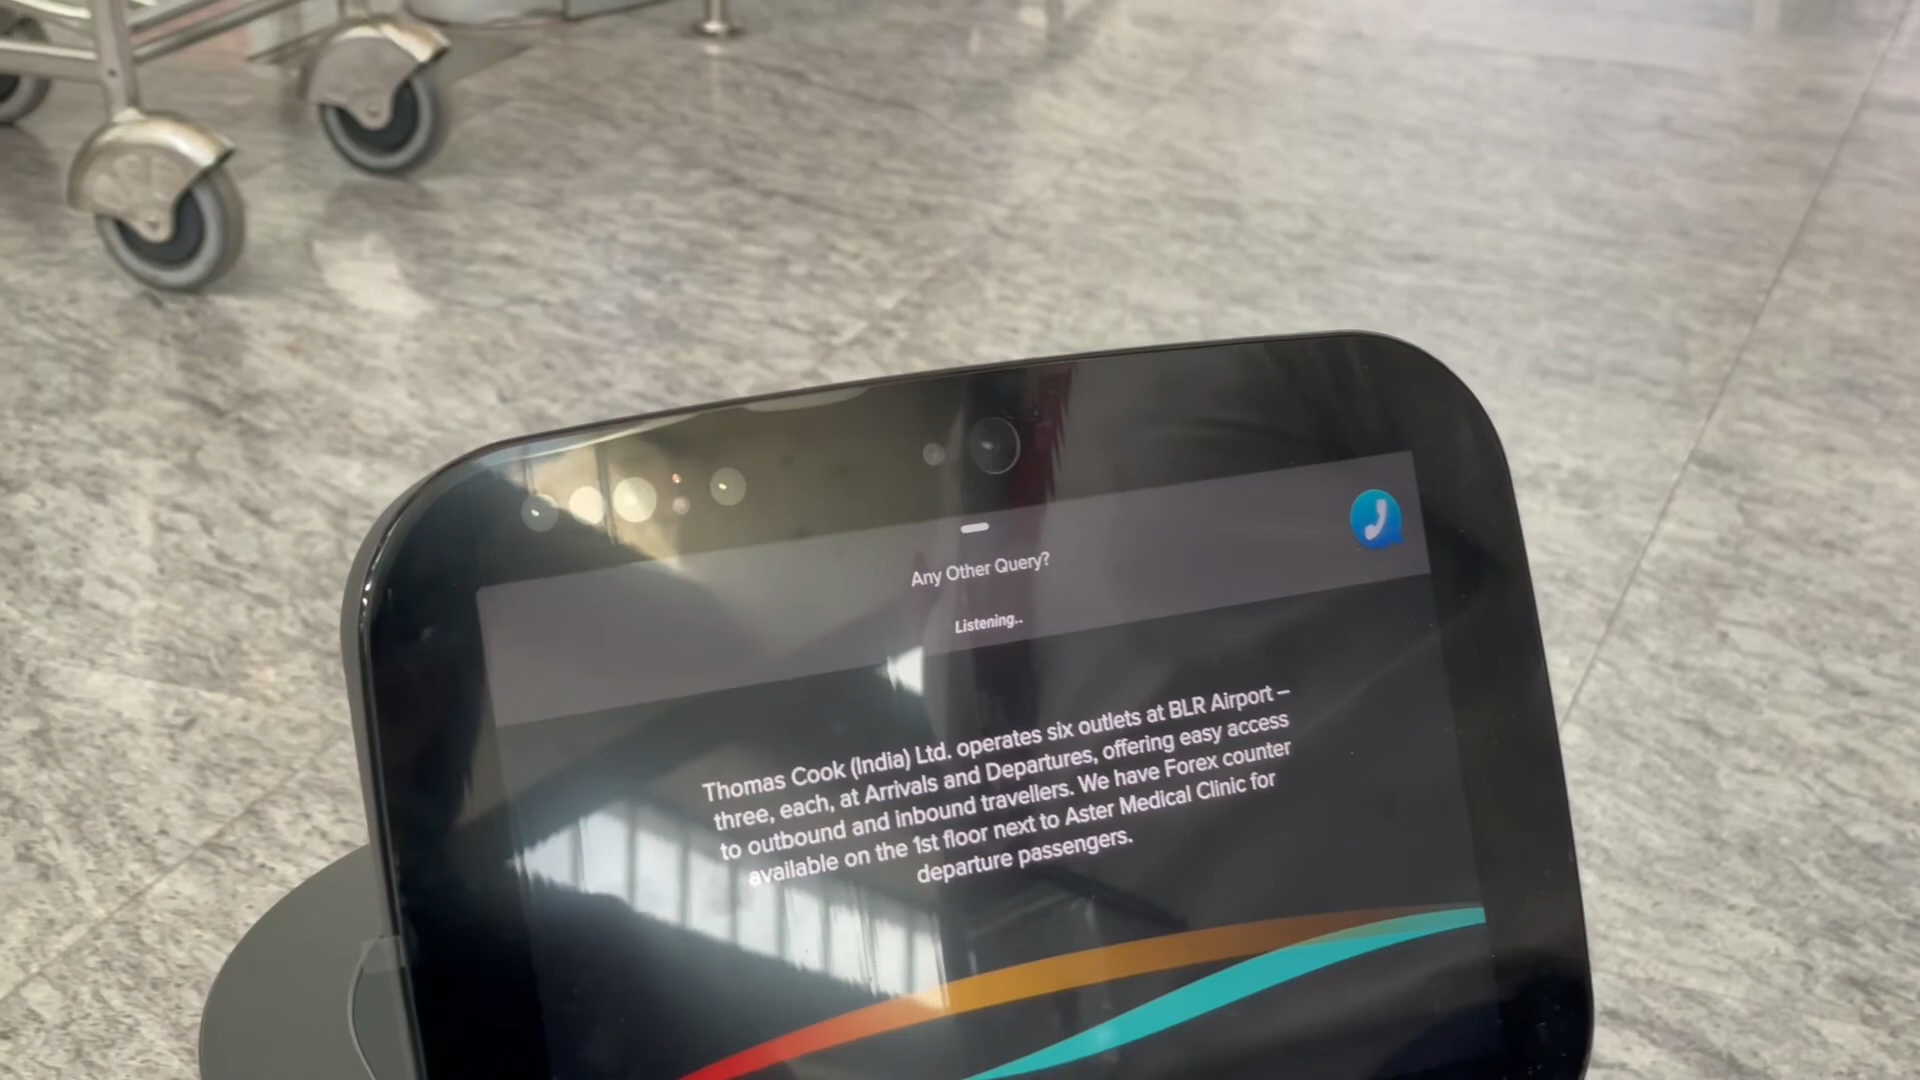 Any Other Query?
Listening..
Thomas Cook (India) Ltd. operates six outlets at BLR Airport –
three, each, at Arrivals and Departures, offering easy access
to outbound and inbound travellers. We have Forex counter
available on the 1st floor next to Aster Medical Clinic for
departure passengers.